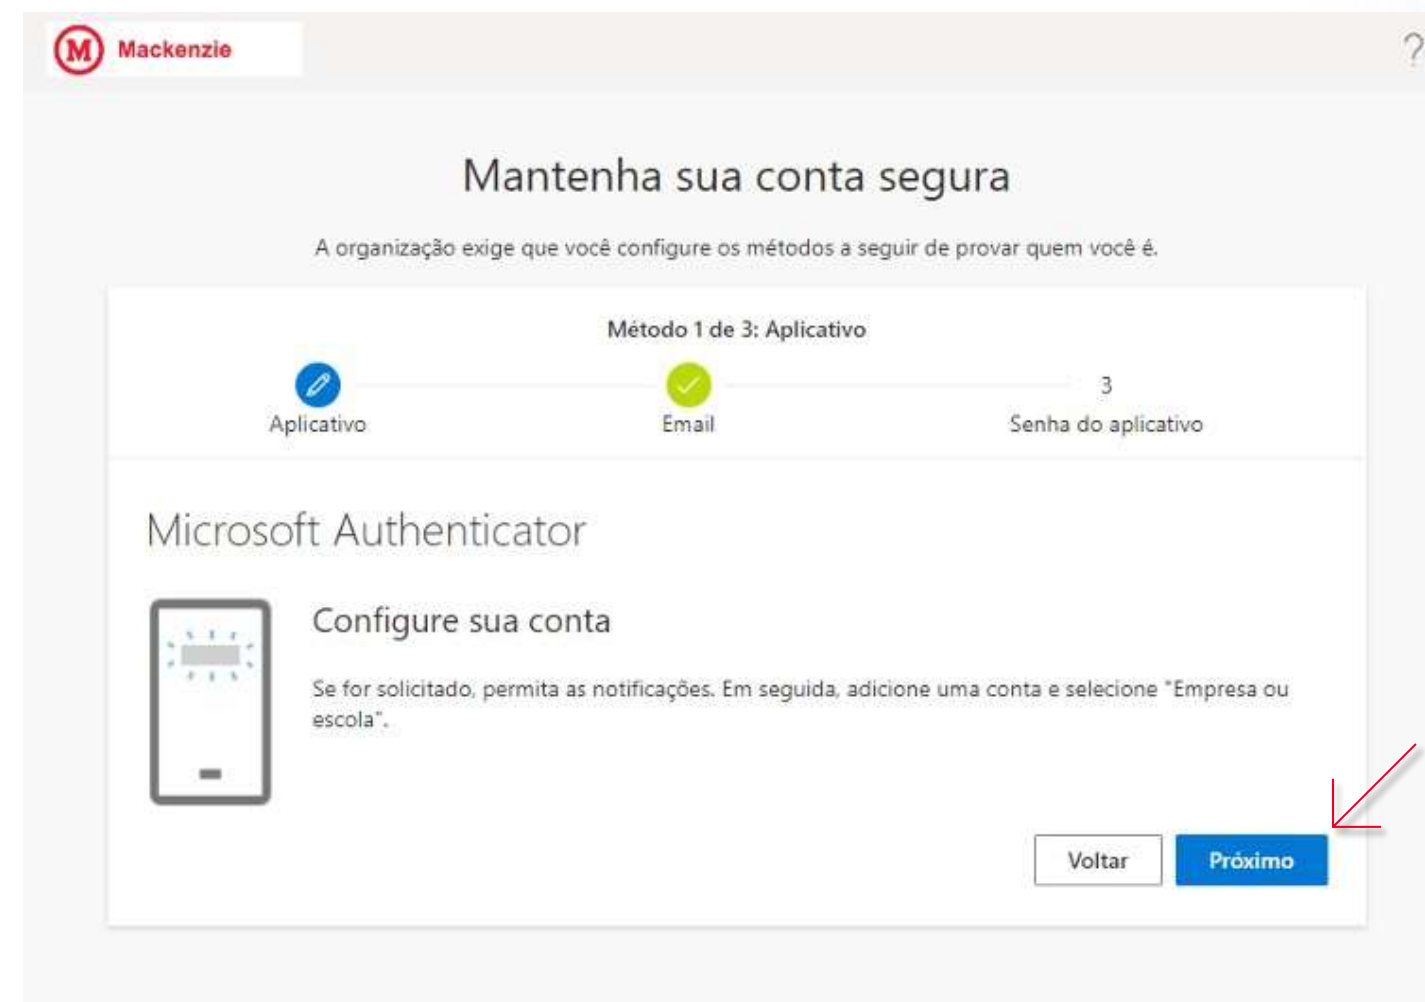 M Mackenzie
?
Mantenha sua conta segura
A organização exige que você configure os métodos a seguir de provar quem você é.
Método 1 de 3: Aplicativo
3
Aplicativo Email Senha do aplicativo
Microsoft Authenticator
Configure sua conta
Se for solicitado, permita as notificações. Em seguida, adicione uma conta e selecione "Empresa ou
escola".
Voltar Próximo